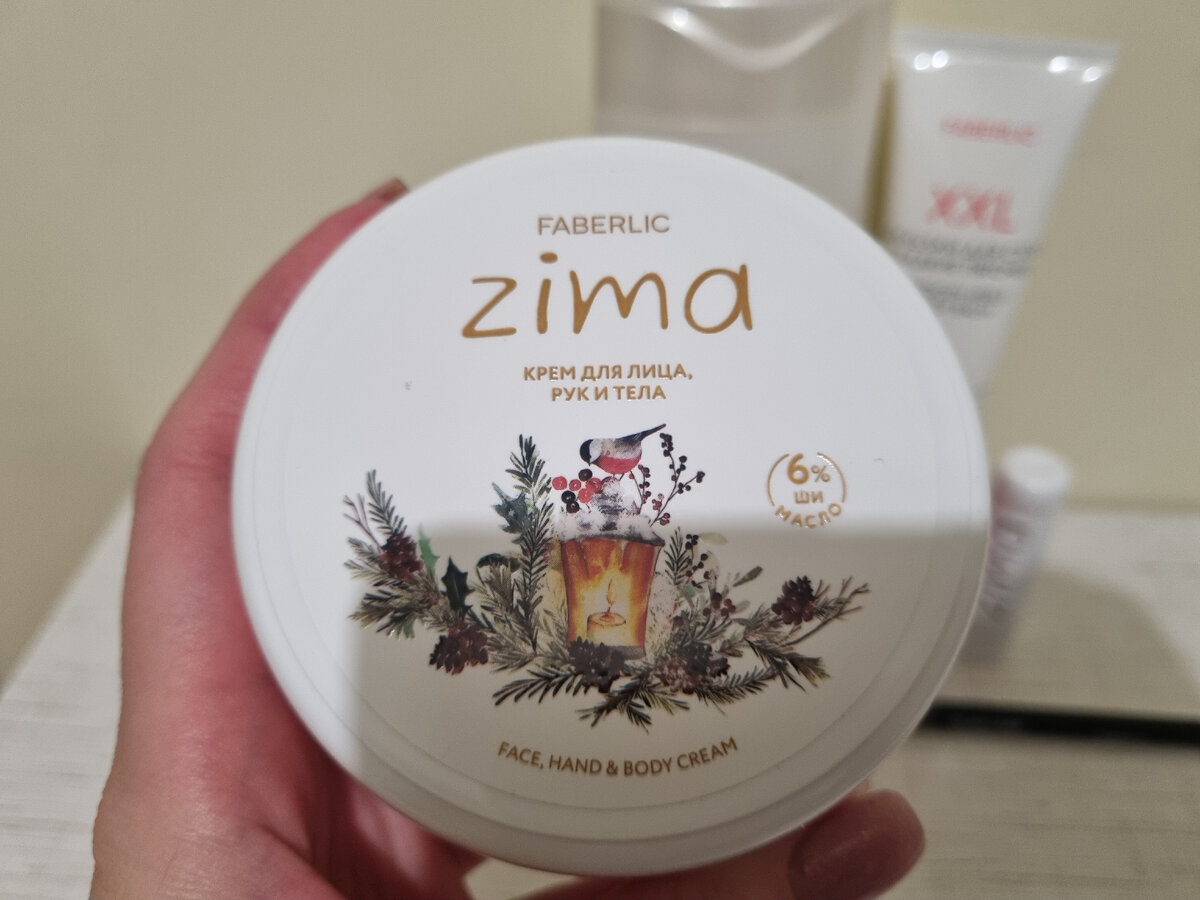 FABERLIC
zima
КРЕМ ДЛЯ ЛИЦА,
РУК И ТЕЛА
6%
ШИ
МАСЛО
FACE, HAND & BODY CREAM
FABERLIC
XXL